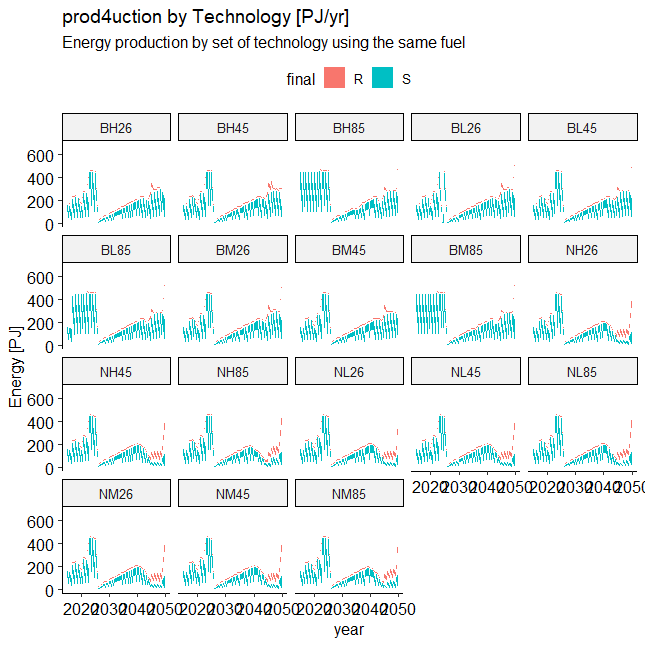 prod4uction by Technology [PJ/yr]
Energy production by set of technology using the same fuel
final R S
BH26 BH45 BH85 BL26 BL45
600
400
200
0
BL85 BM26 BM45 BM85 NH26
600
400
200
0
Energy [PJ]
NH45 NH85 NL26 NL45 NL85
600
400
200
0
2020 2030 2040 2050 2020 2030 2040 2050
NM26 NM45 NM85
600
400
200
0
2020 2030 2040 2050 2020 2030 2040 2050 2020 2030 2040 2050
year